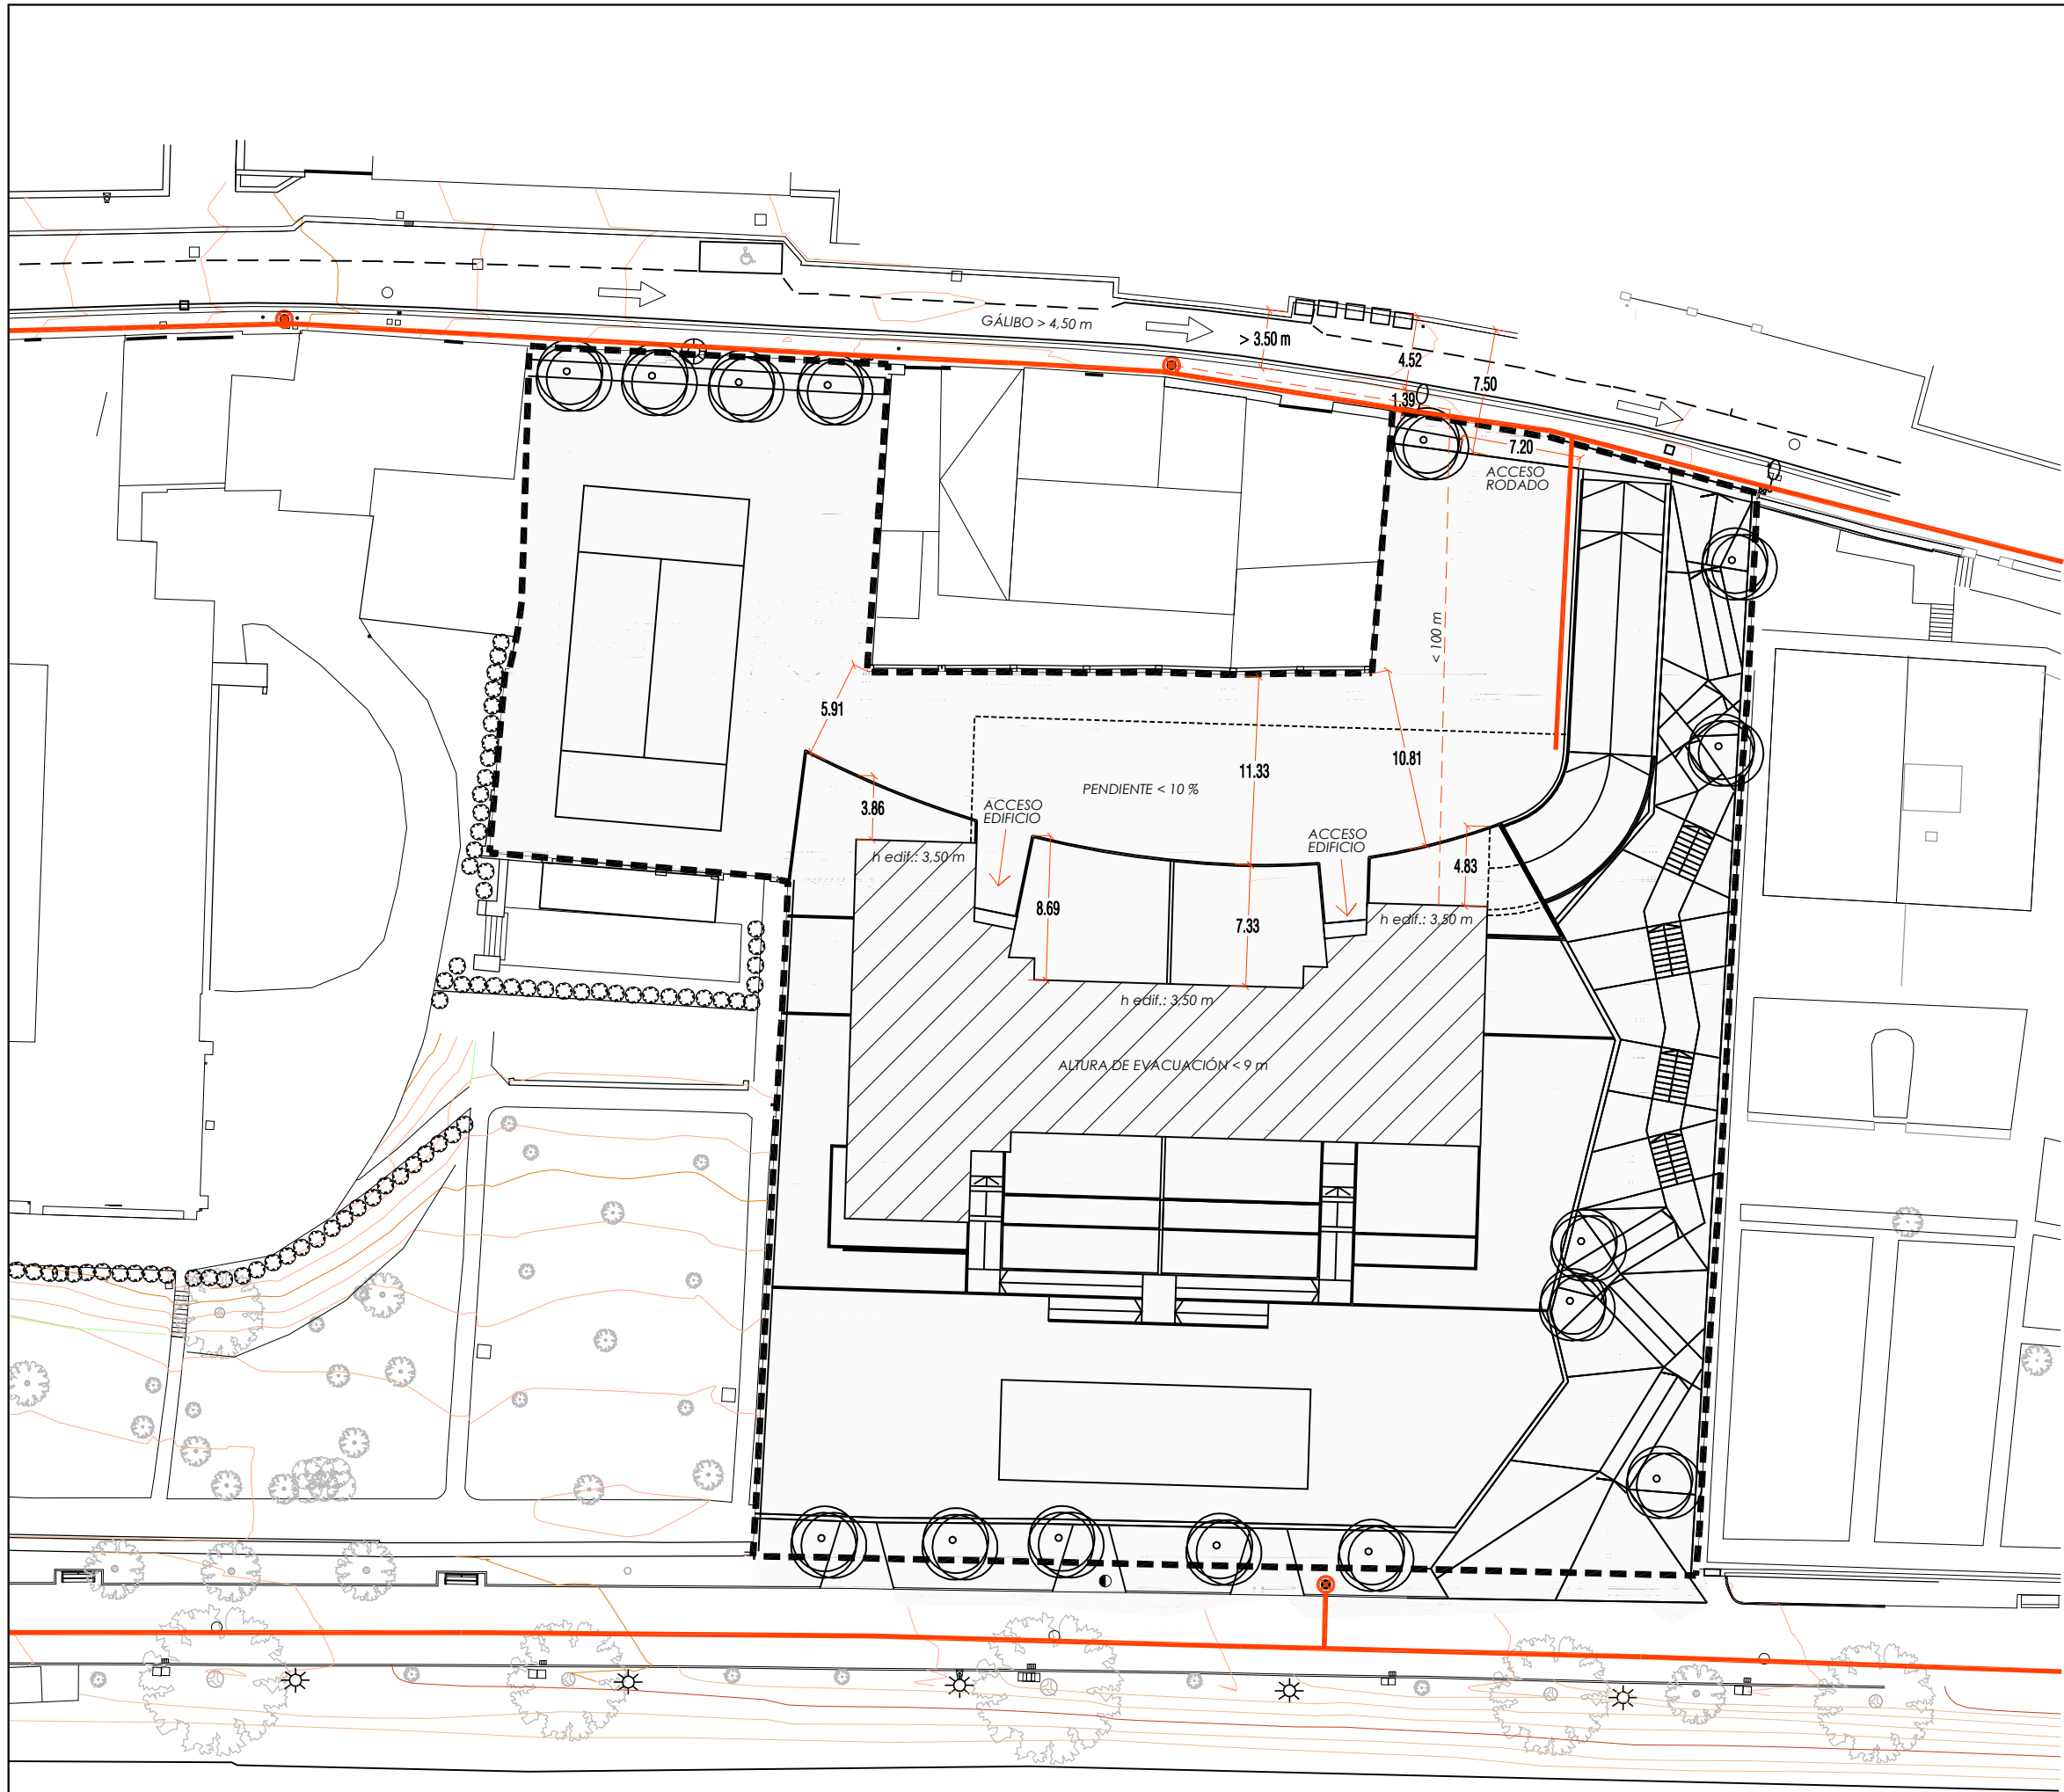 GÁLIBO > 4,50 m
> 3.50 m
4.52
7.50
1.39
7.20
ACCESO
RODADO
< 100 m
5.91
11.33
10.81
PENDIENTE < 10 %
3.86
ACCESO
EDIFICIO
ACCESO
EDIFICIO
h edif.: 3,50 m
4.83
8.69
7.33
h edif.: 3,50 m
h edif.: 3,50 m
ALTURA DE EVACUACIÓN < 9 m